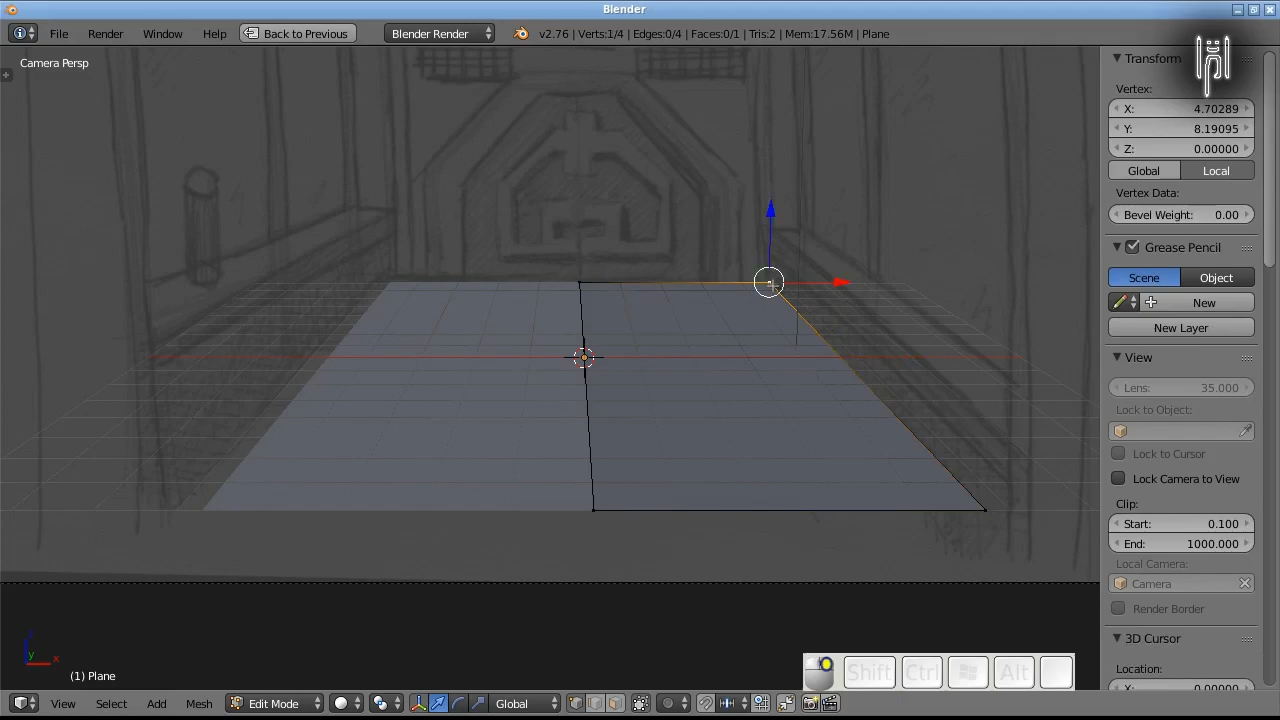 Blender
File Render Window Help Back to Previous Blender Render v2.76 | Verts:1/4 | Edges:0/4 | Faces:0/1 | Tris:2 | Mem:17.56M | Plane
Camera Persp
Transform
Vertex:
X: 4.70289
Y: 8.19095
Z: 0.00000
Global Local
Vertex Data:
Bevel Weight: 0.00
Grease Pencil
Scene Object
New
New Layer
View
Lens: 35.000
Lock to Object:
Lock to Cursor
Lock Camera to View
Clip:
Start: 0.100
End: 1000.000
Local Camera:
Camera
Render Border
3D Cursor
Location:
X: 0.00000
z
y x
(1) Plane
Shift Ctrl Alt
View Select Add Mesh Edit Mode Global